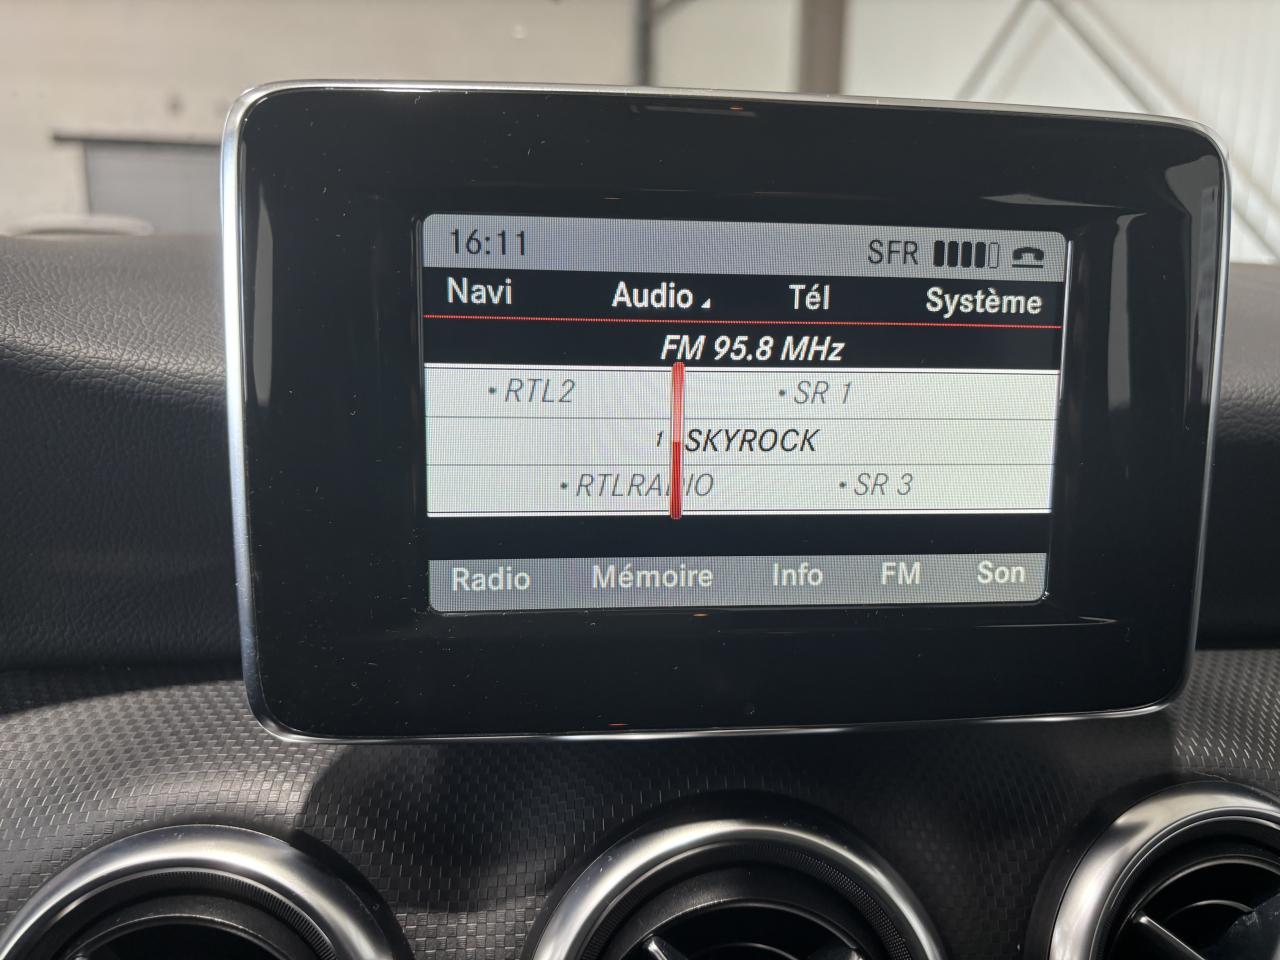 16:11 SFR
Navi Audio Tél Système
FM 95.8 MHz
• RTL2 • SR 1
1 SKYROCK
• RTLRADIO • SR 3
Radio Mémoire Info FM Son